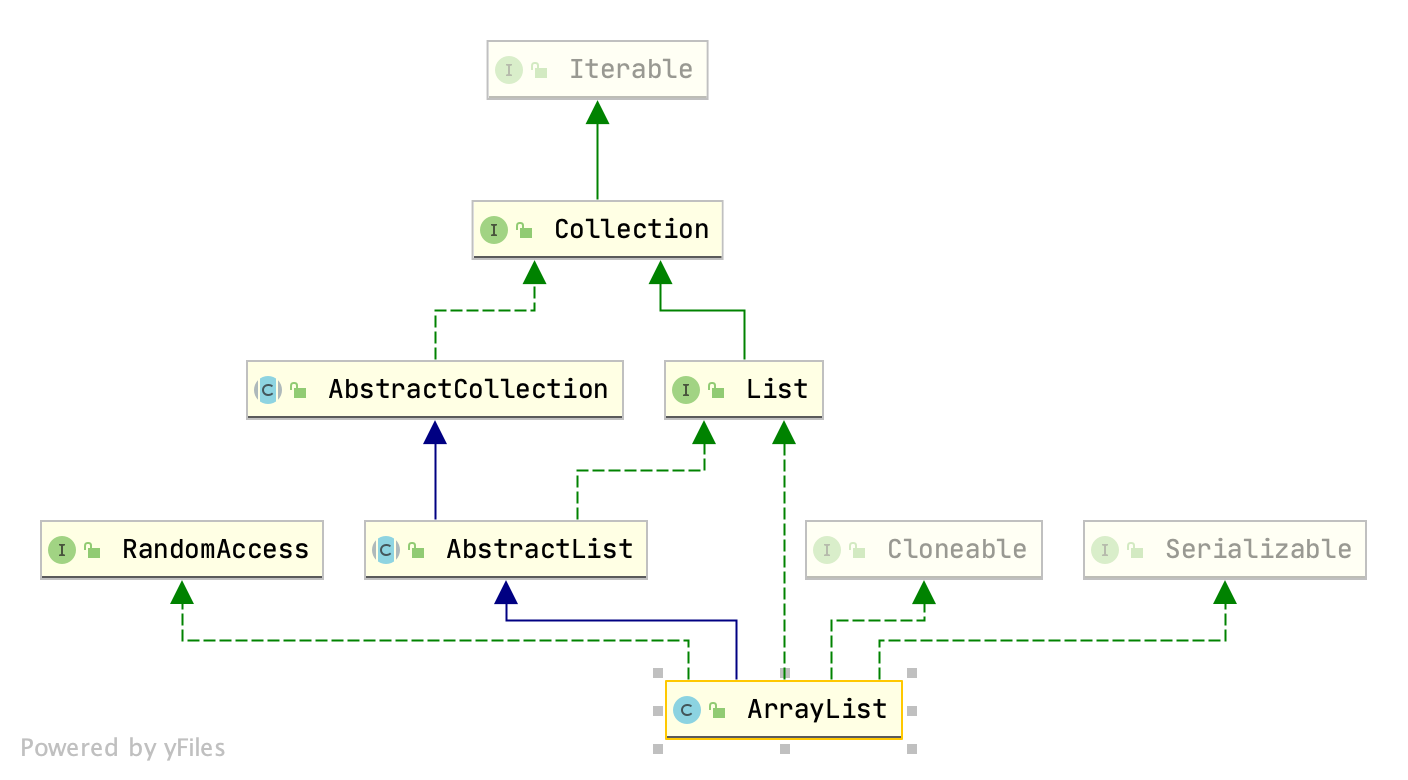 I Iterable
I Collection
C AbstractCollection
I List
I RandomAccess
C AbstractList
I Cloneable
I Serializable
C ArrayList
Powered by yFiles